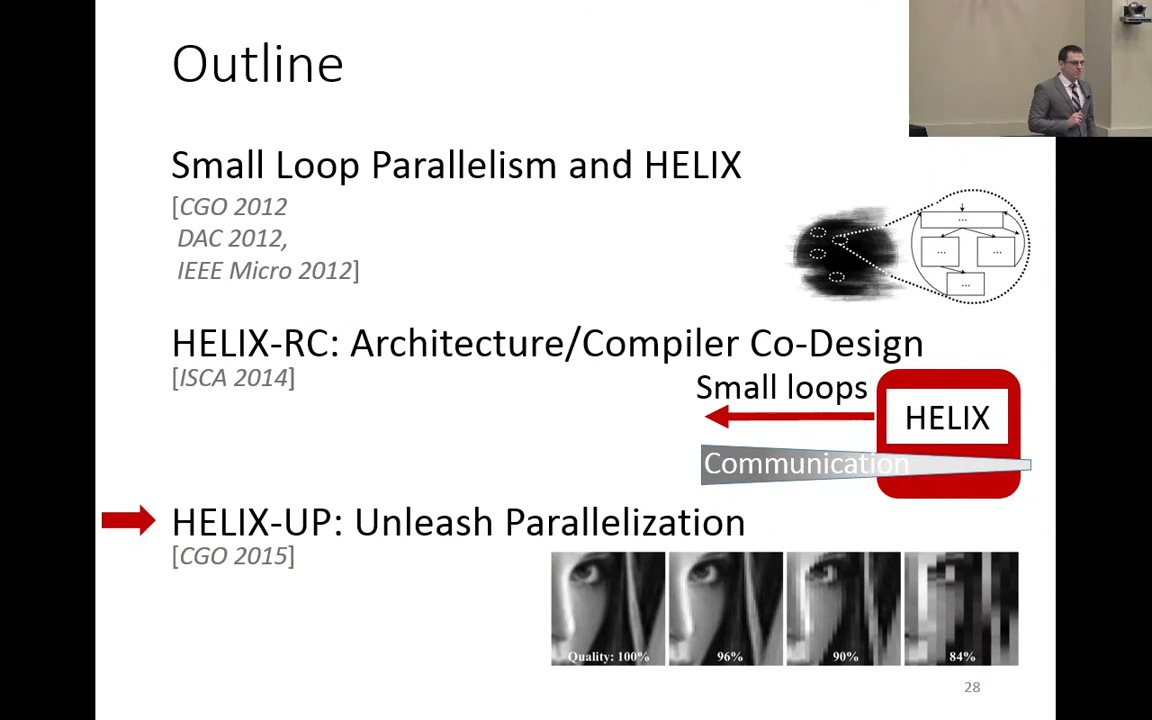 Outline
Small Loop Parallelism and HELIX
[CGO 2012
DAC 2012,
IEEE Micro 2012]
...
...
...
...
HELIX-RC: Architecture/Compiler Co-Design
[ISCA 2014]
Small loops
HELIX
Communication
HELIX-UP: Unleash Parallelization
[CGO 2015]
Quality: 100%
96%
90%
84%
28